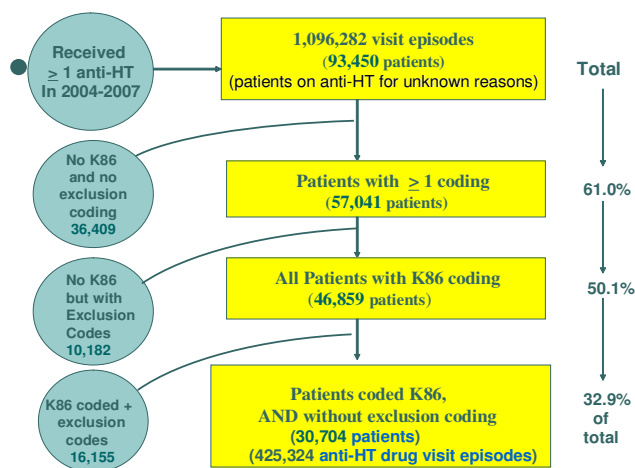 Received
≥ 1 anti-HT
In 2004-2007
1,096,282 visit episodes
(93,450 patients)
(patients on anti-HT for unknown reasons)
Total
No K86
and no
exclusion
coding
36,409
Patients with ≥ 1 coding
(57,041 patients)
61.0%
No K86
but with
Exclusion
Codes
10,182
All Patients with K86 coding
(46,859 patients)
50.1%
K86 coded +
exclusion
codes
16,155
Patients coded K86,
AND without exclusion coding
(30,704 patients)
(425,324 anti-HT drug visit episodes)
32.9%
of
total